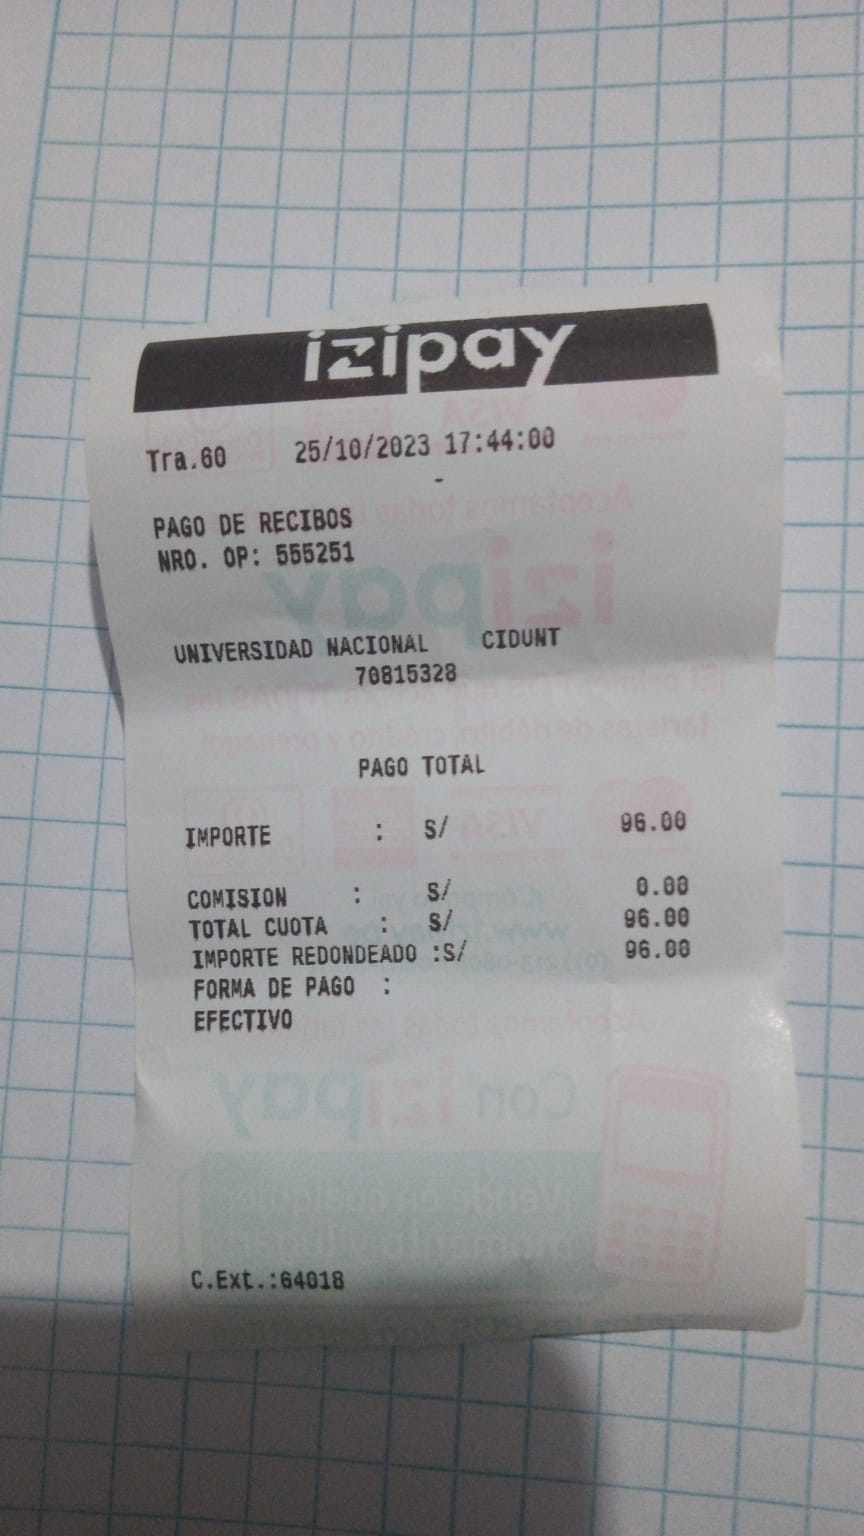 izipay
Tra.60 25/10/2023 17:44:00
-
PAGO DE RECIBOS
NRO. OP: 555251
UNIVERSIDAD NACIONAL CIDUNT
70815328
PAGO TOTAL
IMPORTE : S/ 96.00
COMISION : S/ 0.00
TOTAL CUOTA : S/ 96.00
IMPORTE REDONDEADO :S/ 96.00
FORMA DE PAGO :
EFECTIVO
C.Ext.:64018